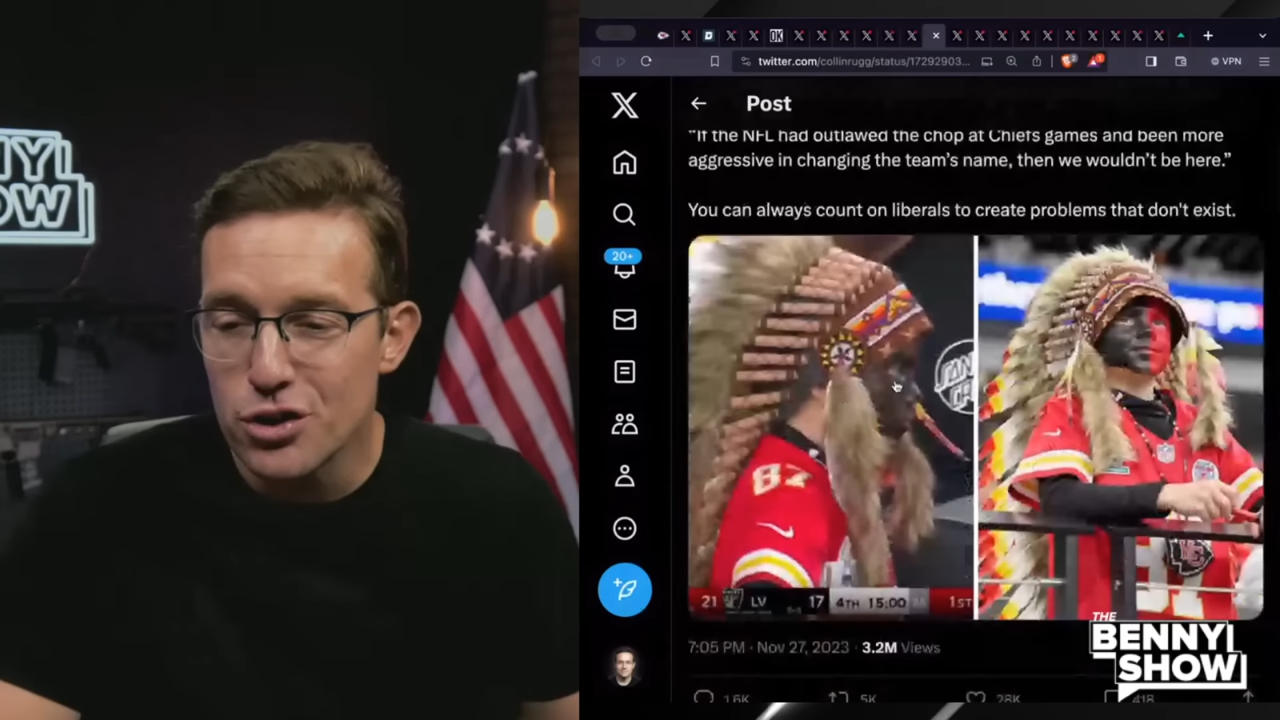 NY
OW
twitter.com/collinrugg/status/17292903...
VPN
Post
"If the NFL had outlawed the chop at Chiefs games and been more
aggressive in changing the team's name, then we wouldn't be here."
You can always count on liberals to create problems that don't exist.
20+
87
21 LV 17 4TH 15:00 1ST
7:05 PM · Nov 27, 2023 · 3.2M Views
1.6K 5K 28K 418
THE
BENNY
SHOW